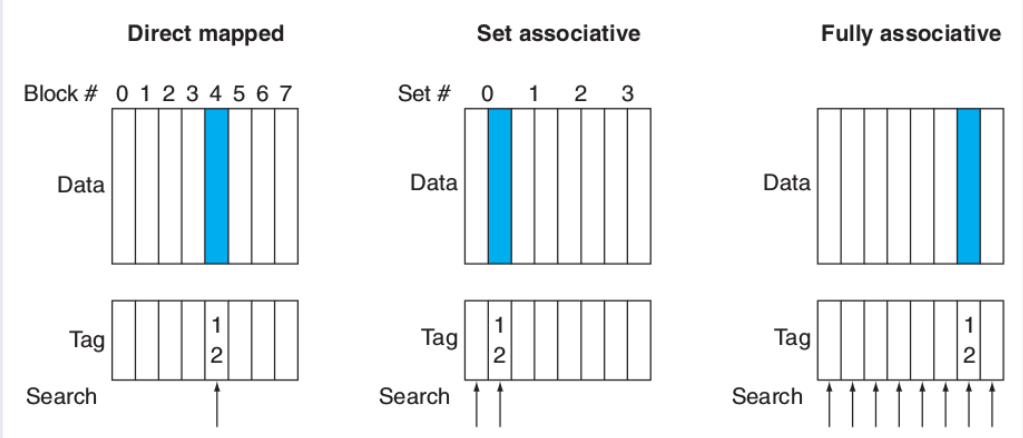 Direct mapped
Block # 0 1 2 3 4 5 6 7
Data
Tag
1
2
Search
Set associative
Set # 0 1 2 3
Data
Tag
1
2
Search
Fully associative
Data
Tag
1
2
Search